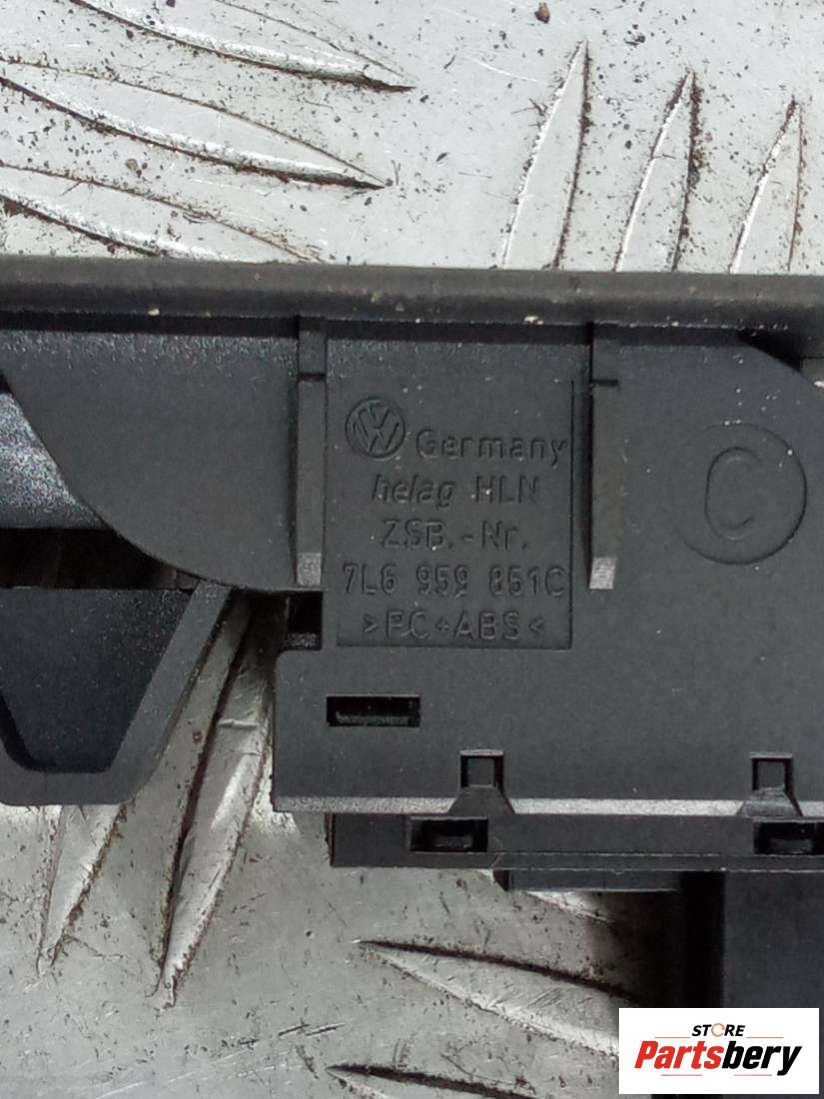 VW Germany
helag HLN
ZSB.-Nr.
7L6 959 851C
>PC+ABS<
C
STORE
Partsbery